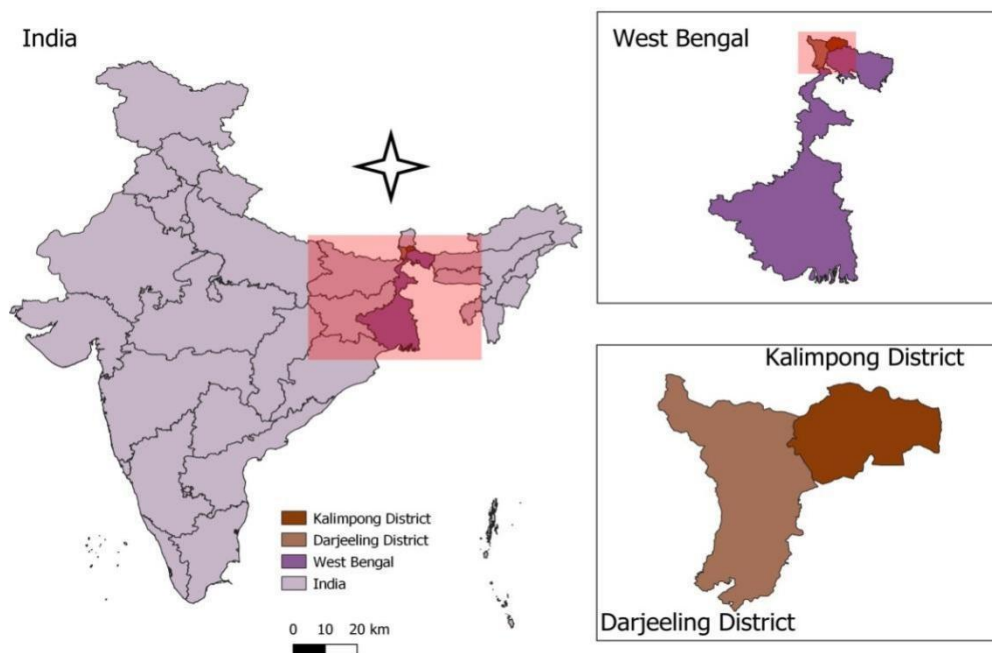 India
West Bengal
Kalimpong District
Darjeeling District
Kalimpong District
Darjeeling District
West Bengal
India
0 10 20 km